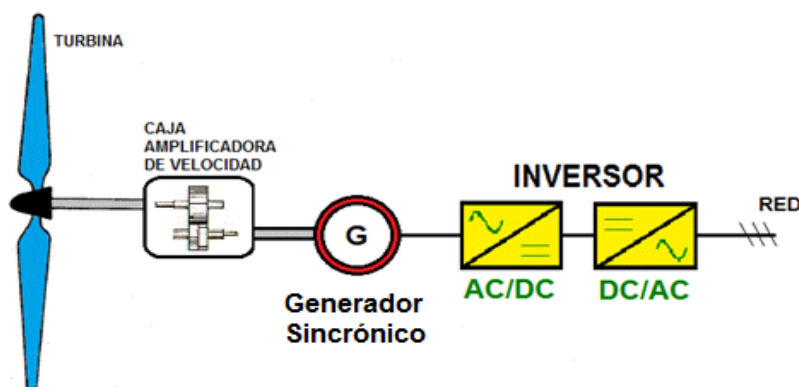 TURBINA
CAJA
AMPLIFICADORA
DE VELOCIDAD
INVERSOR
RED
G
AC/DC
DC/AC
Generador
Sincrónico